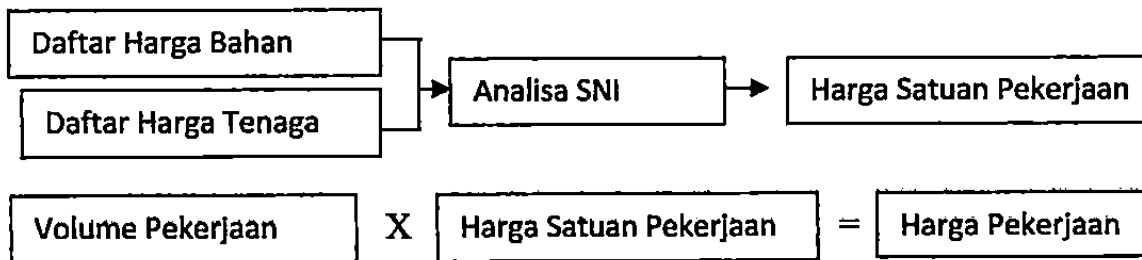 Daftar Harga Bahan
Daftar Harga Tenaga
Analisa SNI
Harga Satuan Pekerjaan
Volume Pekerjaan X Harga Satuan Pekerjaan = Harga Pekerjaan